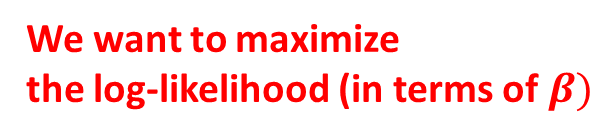 We want to maximize
the log-likelihood (in terms of 𝜷)